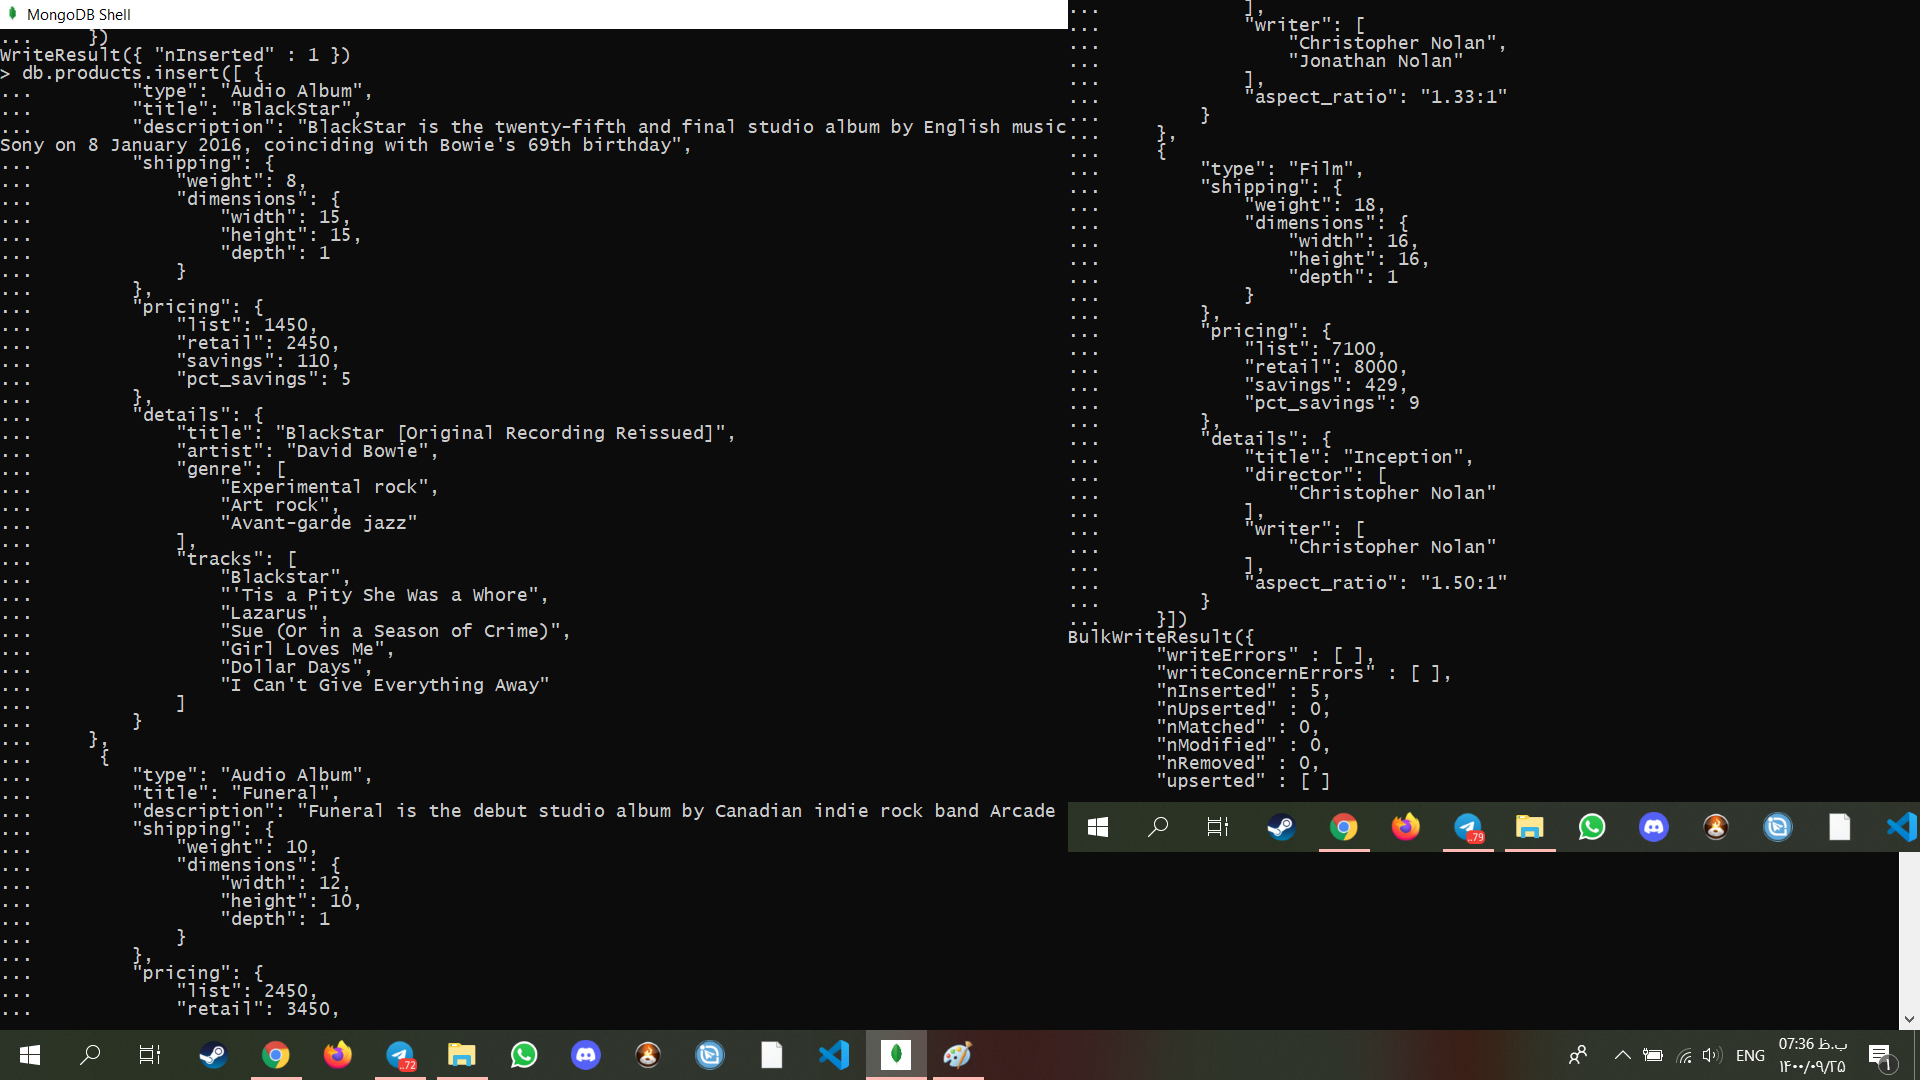 MongoDB Shell
...     })
WriteResult({ "nInserted" : 1 })
> db.products.insert([ {
...         "type": "Audio Album",
...         "title": "BlackStar",
...         "description": "BlackStar is the twenty-fifth and final studio album by English music
Sony on 8 January 2016, coinciding with Bowie's 69th birthday",
...         "shipping": {
...             "weight": 8,
...             "dimensions": {
...                 "width": 15,
...                 "height": 15,
...                 "depth": 1
...             }
...         },
...         "pricing": {
...             "list": 1450,
...             "retail": 2450,
...             "savings": 110,
...             "pct_savings": 5
...         },
...         "details": {
...             "title": "BlackStar [Original Recording Reissued]",
...             "artist": "David Bowie",
...             "genre": [
...                 "Experimental rock",
...                 "Art rock",
...                 "Avant-garde jazz"
...             ],
...             "tracks": [
...                 "Blackstar",
...                 "'Tis a Pity She Was a Whore",
...                 "Lazarus",
...                 "Sue (Or in a Season of Crime)",
...                 "Girl Loves Me",
...                 "Dollar Days",
...                 "I Can't Give Everything Away"
...             ]
...         }
...     },
...      {
...         "type": "Audio Album",
...         "title": "Funeral",
...         "description": "Funeral is the debut studio album by Canadian indie rock band Arcade
...         "shipping": {
...             "weight": 10,
...             "dimensions": {
...                 "width": 12,
...                 "height": 10,
...                 "depth": 1
...             }
...         },
...         "pricing": {
...             "list": 2450,
...             "retail": 3450,
...             ],
...             "writer": [
...                 "Christopher Nolan",
...                 "Jonathan Nolan"
...             ],
...             "aspect_ratio": "1.33:1"
...         }
...     },
...     {
...         "type": "Film",
...         "shipping": {
...             "weight": 18,
...             "dimensions": {
...                 "width": 16,
...                 "height": 16,
...                 "depth": 1
...             }
...         },
...         "pricing": {
...             "list": 7100,
...             "retail": 8000,
...             "savings": 429,
...             "pct_savings": 9
...         },
...         "details": {
...             "title": "Inception",
...             "director": [
...                 "Christopher Nolan"
...             ],
...             "writer": [
...                 "Christopher Nolan"
...             ],
...             "aspect_ratio": "1.50:1"
...         }
...     }])
BulkWriteResult({
        "writeErrors" : [ ],
        "writeConcernErrors" : [ ],
        "nInserted" : 5,
        "nUpserted" : 0,
        "nMatched" : 0,
        "nModified" : 0,
        "nRemoved" : 0,
        "upserted" : [ ]
..79
..72
ENG
07:36 ب.ظ
۱۴۰۰/۰۹/۲۵
۱